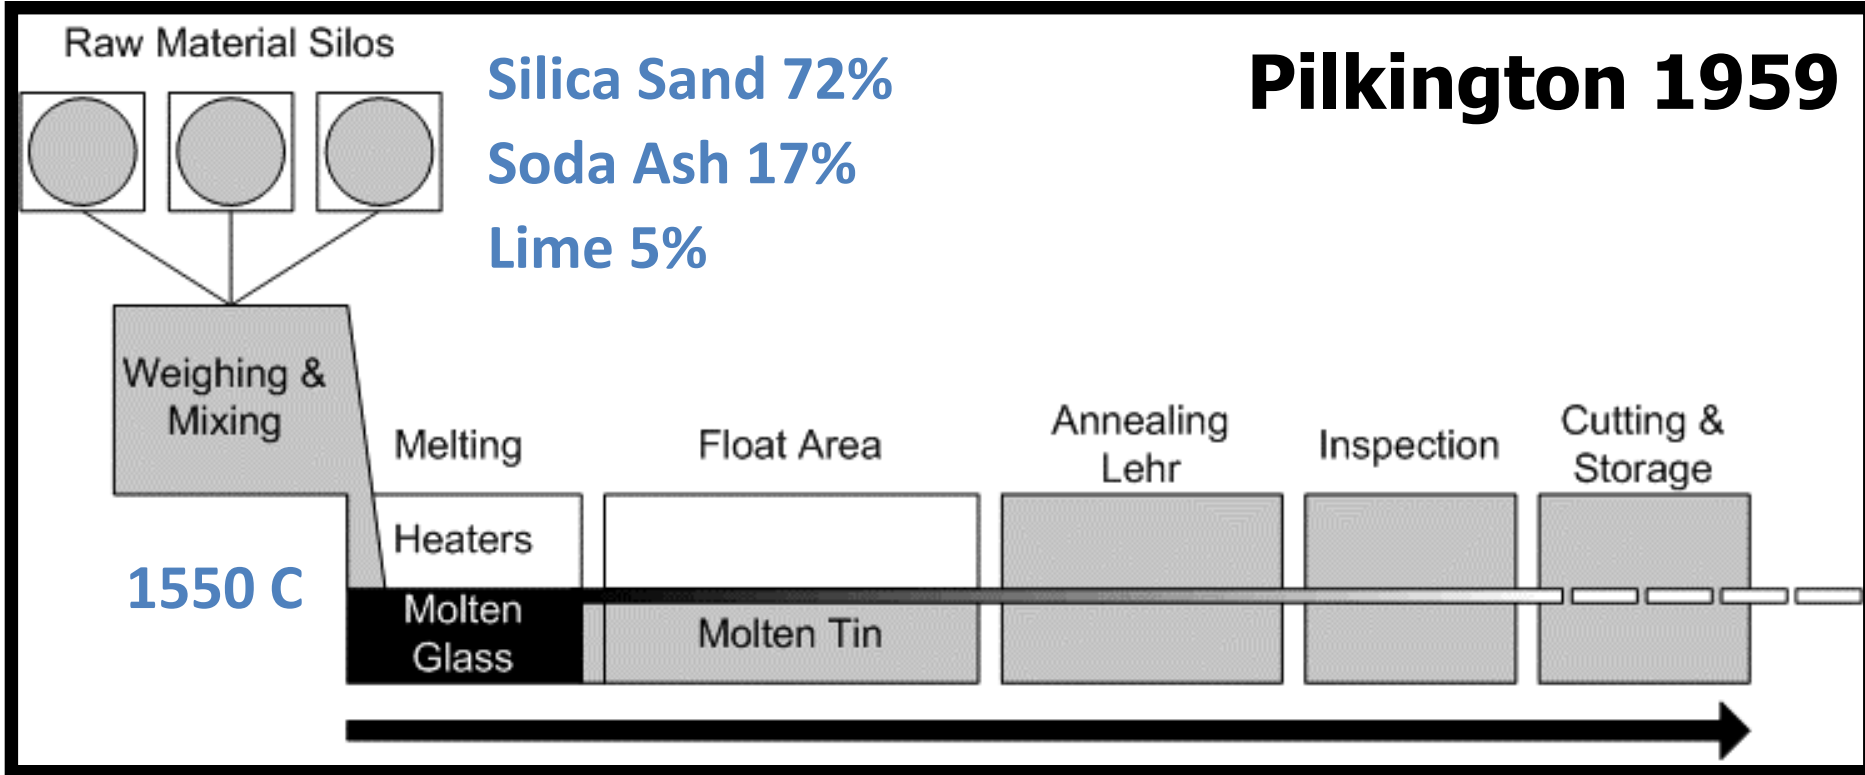 Raw Material Silos
Silica Sand 72%
Soda Ash 17%
Lime 5%
Pilkington 1959
Weighing &
Mixing
1550 C
Melting
Heaters
Molten
Glass
Float Area
Molten Tin
Annealing
Lehr
Inspection
Cutting &
Storage